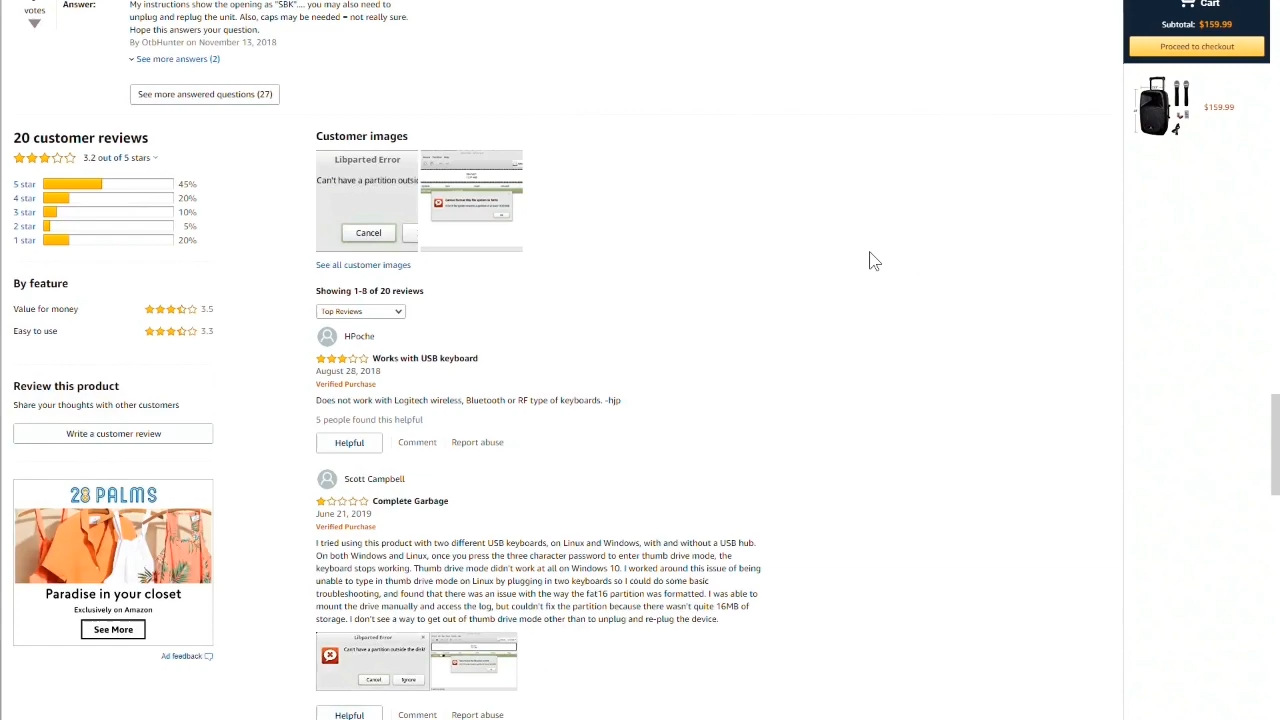 votes
Answer:
My instructions show the opening as "SBK".... you may also need to
unplug and replug the unit. Also, caps may be needed = not really sure.
Hope this answers your question.
By OtbHunter on November 13, 2018
See more answers (2)
See more answered questions (27)
Cart
Subtotal: $159.99
Proceed to checkout
$159.99
20 customer reviews
3.2 out of 5 stars
5 star 45%
4 star 20%
3 star 10%
2 star 5%
1 star 20%
By feature
Value for money 3.5
Easy to use 3.3
Review this product
Share your thoughts with other customers
Write a customer review
28 PALMS
Paradise in your closet
Exclusively on Amazon
See More
Ad feedback
Customer images
Libparted Error
Can't have a partition outside
Cancel
See all customer images
Showing 1-8 of 20 reviews
Top Reviews
HPoche
Works with USB keyboard
August 28, 2018
Verified Purchase
Does not work with Logitech wireless, Bluetooth or RF type of keyboards. -hjp
5 people found this helpful
Helpful Comment Report abuse
Scott Campbell
Complete Garbage
June 21, 2019
Verified Purchase
I tried using this product with two different USB keyboards, on Linux and Windows, with and without a USB hub.
On both Windows and Linux, once you press the three character password to enter thumb drive mode, the
keyboard stops working. Thumb drive mode didn't work at all on Windows 10. I worked around this issue of being
unable to type in thumb drive mode on Linux by plugging in two keyboards so I could do some basic
troubleshooting, and found that there was an issue with the way the fat16 partition was formatted. I was able to
mount the drive manually and access the log, but couldn't fix the partition because there wasn't quite 16MB of
storage. I don't see a way to get out of thumb drive mode other than to unplug and re-plug the device.
Libparted Error
Can't have a partition outside the disk!
Cancel Ignore
Helpful Comment Report abuse